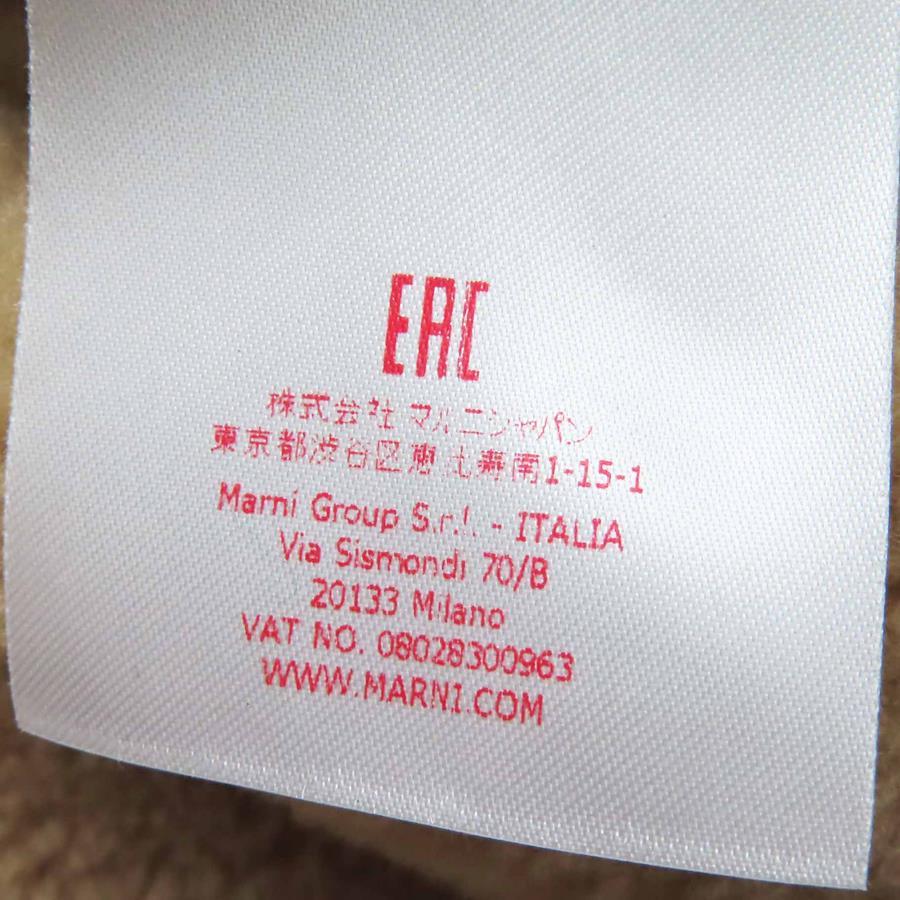 EAC
株式会社 マルニジャパン
東京都渋谷区恵比寿南1-15-1
Marni Group S.r.l. - ITALIA
Via Sismondi 70/B
20133 Milano
VAT NO. 08028300963
WWW.MARNI.COM